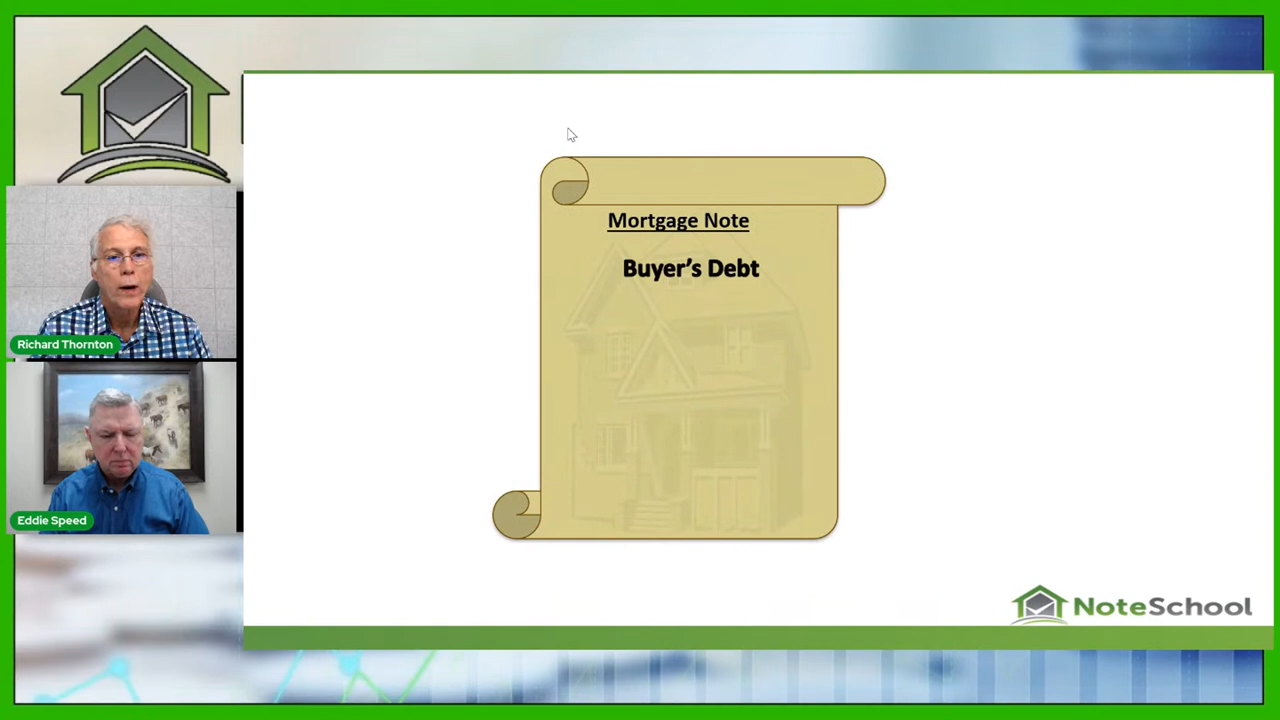 Mortgage Note
Buyer's Debt
Richard Thornton
Eddie Speed
NoteSchool